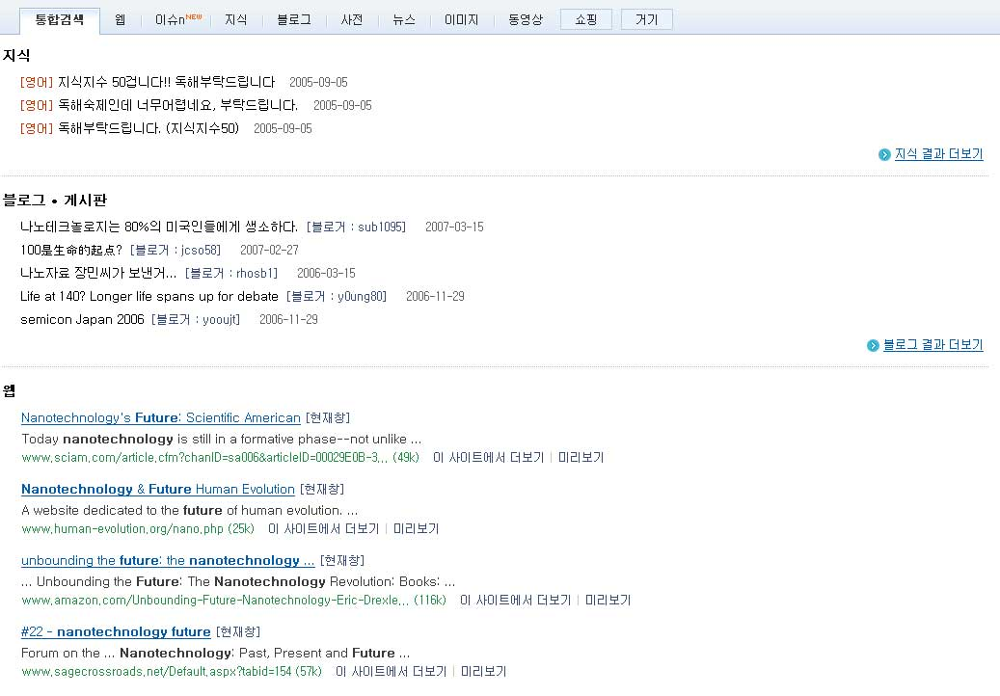 통합검색 웹 이슈nNEW 지식 블로그 사전 뉴스 이미지 동영상 쇼핑 거기
지식
[영어] 지식지수 50겁니다!! 독해부탁드립니다 2005-09-05
[영어] 독해숙제인데 너무어렵네요, 부탁드립니다. 2005-09-05
[영어] 독해부탁드립니다. (지식지수50) 2005-09-05
지식 결과 더보기
블로그 • 게시판
나노테크놀로지는 80%의 미국인들에게 생소하다. [블로거 : sub1095] 2007-03-15
100是生命的起点? [블로거 : jcso58] 2007-02-27
나노자료 장민씨가 보낸거... [블로거 : rhosb1] 2006-03-15
Life at 140? Longer life spans up for debate [블로거 : y0ung80] 2006-11-29
semicon Japan 2006 [블로거 : yooujt] 2006-11-29
블로그 결과 더보기
웹
Nanotechnology's Future: Scientific American [현재창]
Today nanotechnology is still in a formative phase--not unlike ...
www.sciam.com/article.cfm?chanID=sa006&articleID=00029E0B-3... (49k) 이 사이트에서 더보기 | 미리보기
Nanotechnology & Future Human Evolution [현재창]
A website dedicated to the future of human evolution. ...
www.human-evolution.org/nano.php (25k) 이 사이트에서 더보기 | 미리보기
unbounding the future: the nanotechnology ... [현재창]
... Unbounding the Future: The Nanotechnology Revolution: Books: ...
www.amazon.com/Unbounding-Future-Nanotechnology-Eric-Drexle... (116k) 이 사이트에서 더보기 | 미리보기
#22 - nanotechnology future [현재창]
Forum on the ... Nanotechnology: Past, Present and Future ...
www.sagecrossroads.net/Default.aspx?tabid=154 (57k) 이 사이트에서 더보기 | 미리보기